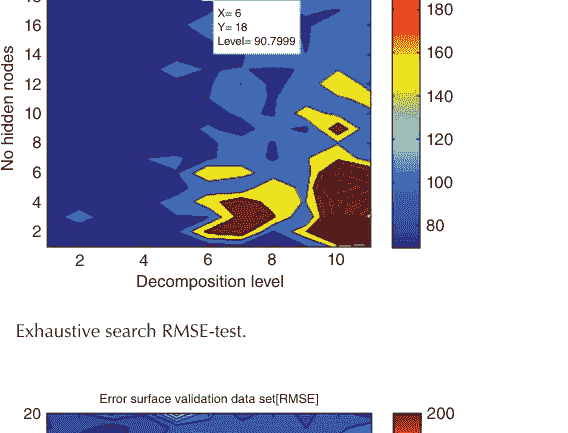 X= 6
Y= 18
Level= 90.7999
16
14
12
10
8
6
4
2
No hidden nodes
2 4 6 8 10
Decomposition level
180
160
140
120
100
80
Exhaustive search RMSE-test.
Error surface validation data set[RMSE]
20
200